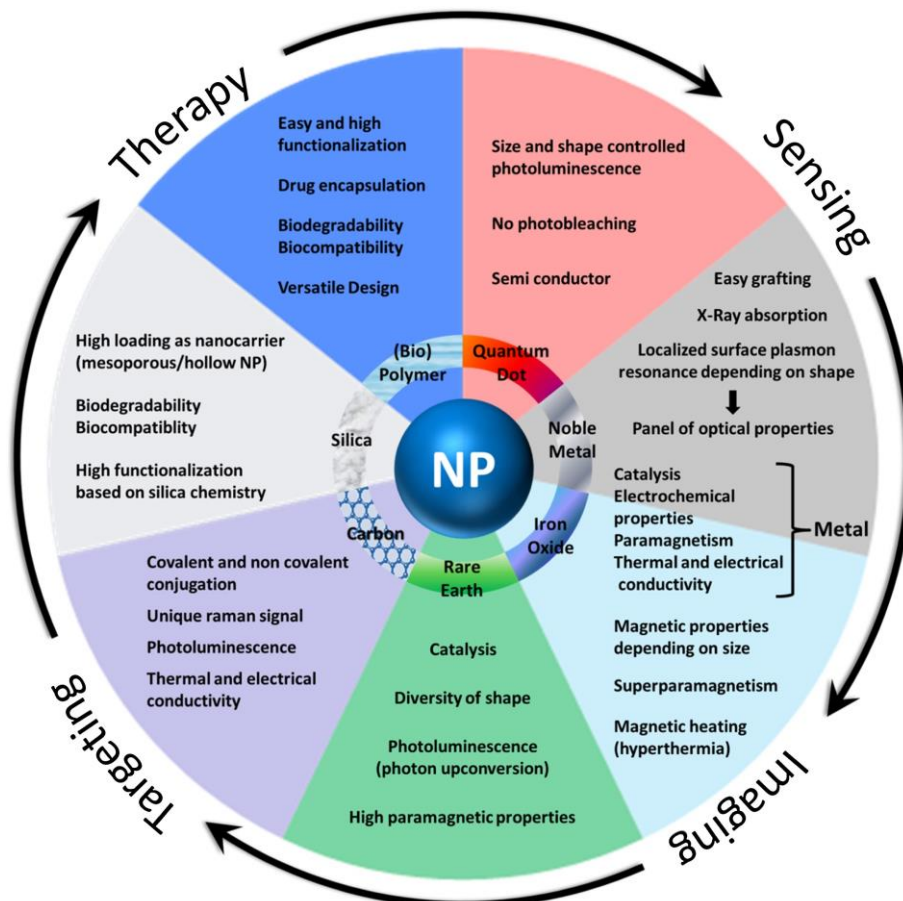 Therapy
Sensing
Imaging
Targeting
Easy and high
functionalization
Drug encapsulation
Biodegradability
Biocompatibility
Versatile Design
(Bio)
Polymer
Size and shape controlled
photoluminescence
No photobleaching
Semi conductor
Quantum
Dot
Easy grafting
X-Ray absorption
Localized surface plasmon
resonance depending on shape
Panel of optical properties
Noble
Metal
Catalysis
Electrochemical
properties
Paramagnetism
Thermal and electrical
conductivity
Metal
Magnetic properties
depending on size
Superparamagnetism
Magnetic heating
(hyperthermia)
Iron
Oxide
Rare
Earth
Catalysis
Diversity of shape
Photoluminescence
(photon upconversion)
High paramagnetic properties
Carbon
Covalent and non covalent
conjugation
Unique raman signal
Photoluminescence
Thermal and electrical
conductivity
Silica
High loading as nanocarrier
(mesoporous/hollow NP)
Biodegradability
Biocompatiblity
High functionalization
based on silica chemistry
NP